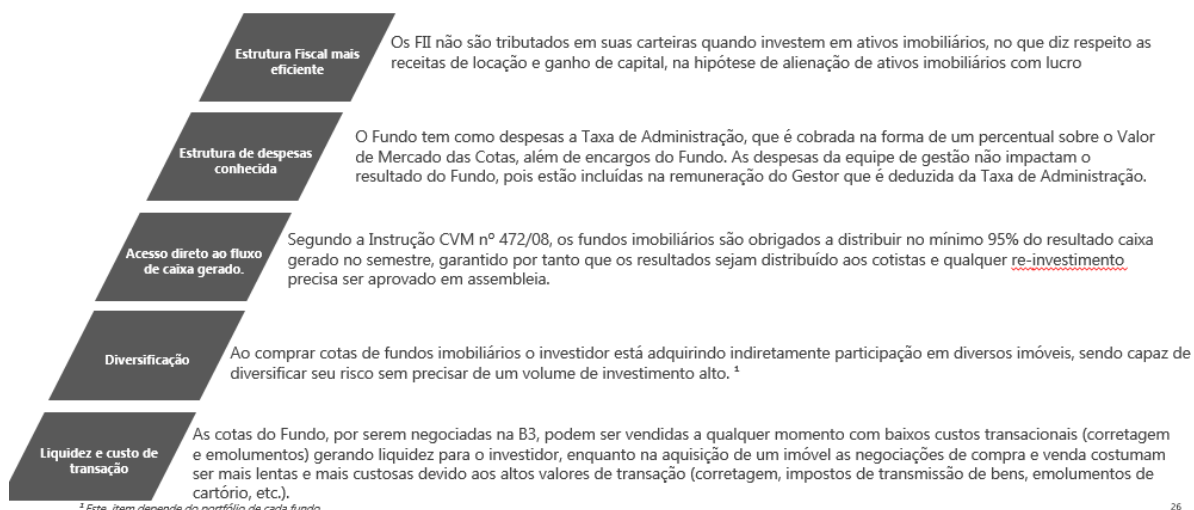 Estrutura Fiscal mais
eficiente
Os FII não são tributados em suas carteiras quando investem em ativos imobiliários, no que diz respeito as
receitas de locação e ganho de capital, na hipótese de alienação de ativos imobiliários com lucro
Estrutura de despesas
conhecida
O Fundo tem como despesas a Taxa de Administração, que é cobrada na forma de um percentual sobre o Valor
de Mercado das Cotas, além de encargos do Fundo. As despesas da equipe de gestão não impactam o
resultado do Fundo, pois estão incluídas na remuneração do Gestor que é deduzida da Taxa de Administração.
Acesso direto ao fluxo
de caixa gerado.
Segundo a Instrução CVM nº 472/08, os fundos imobiliários são obrigados a distribuir no mínimo 95% do resultado caixa
gerado no semestre, garantido por tanto que os resultados sejam distribuído aos cotistas e qualquer re-investimento
precisa ser aprovado em assembleia.
Diversificação
Ao comprar cotas de fundos imobiliários o investidor está adquirindo indiretamente participação em diversos imóveis, sendo capaz de
diversificar seu risco sem precisar de um volume de investimento alto. ¹
Liquidez e custo de
transação
As cotas do Fundo, por serem negociadas na B3, podem ser vendidas a qualquer momento com baixos custos transacionais (corretagem
e emolumentos) gerando liquidez para o investidor, enquanto na aquisição de um imóvel as negociações de compra e venda costumam
ser mais lentas e mais custosas devido aos altos valores de transação (corretagem, impostos de transmissão de bens, emolumentos de
cartório, etc.).
¹ Este item depende do portfólio de cada fundo
26